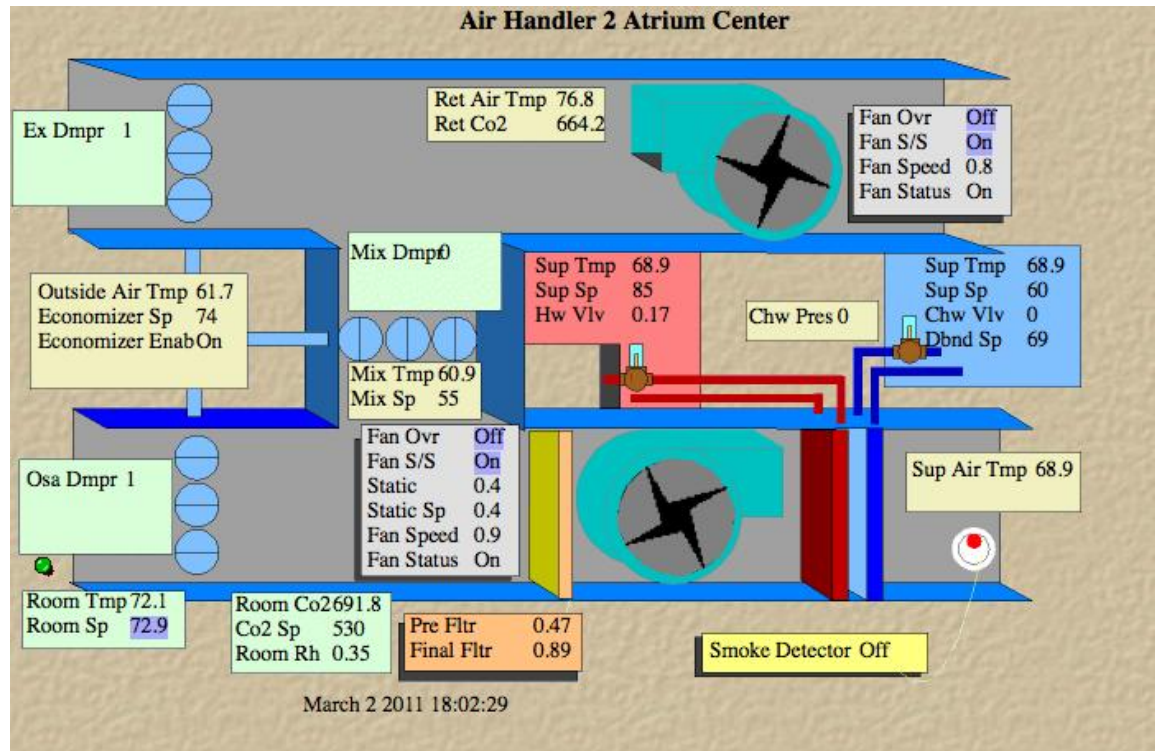 Air Handler 2 Atrium Center
Ex Dmpr 1
Ret Air Tmp 76.8
Ret Co2 664.2
Fan Ovr Off
Fan S/S On
Fan Speed 0.8
Fan Status On
Outside Air Tmp 61.7
Economizer Sp 74
Economizer Enab On
Mix Dmpr 0
Mix Tmp 60.9
Mix Sp 55
Sup Tmp 68.9
Sup Sp 85
Hw Vlv 0.17
Chw Pres 0
Sup Tmp 68.9
Sup Sp 60
Chw Vlv 0
Dbnd Sp 69
Osa Dmpr 1
Fan Ovr Off
Fan S/S On
Static 0.4
Static Sp 0.4
Fan Speed 0.9
Fan Status On
Sup Air Tmp 68.9
Room Tmp 72.1
Room Sp 72.9
Room Co2 691.8
Co2 Sp 530
Room Rh 0.35
Pre Fltr 0.47
Final Fltr 0.89
Smoke Detector Off
March 2 2011 18:02:29